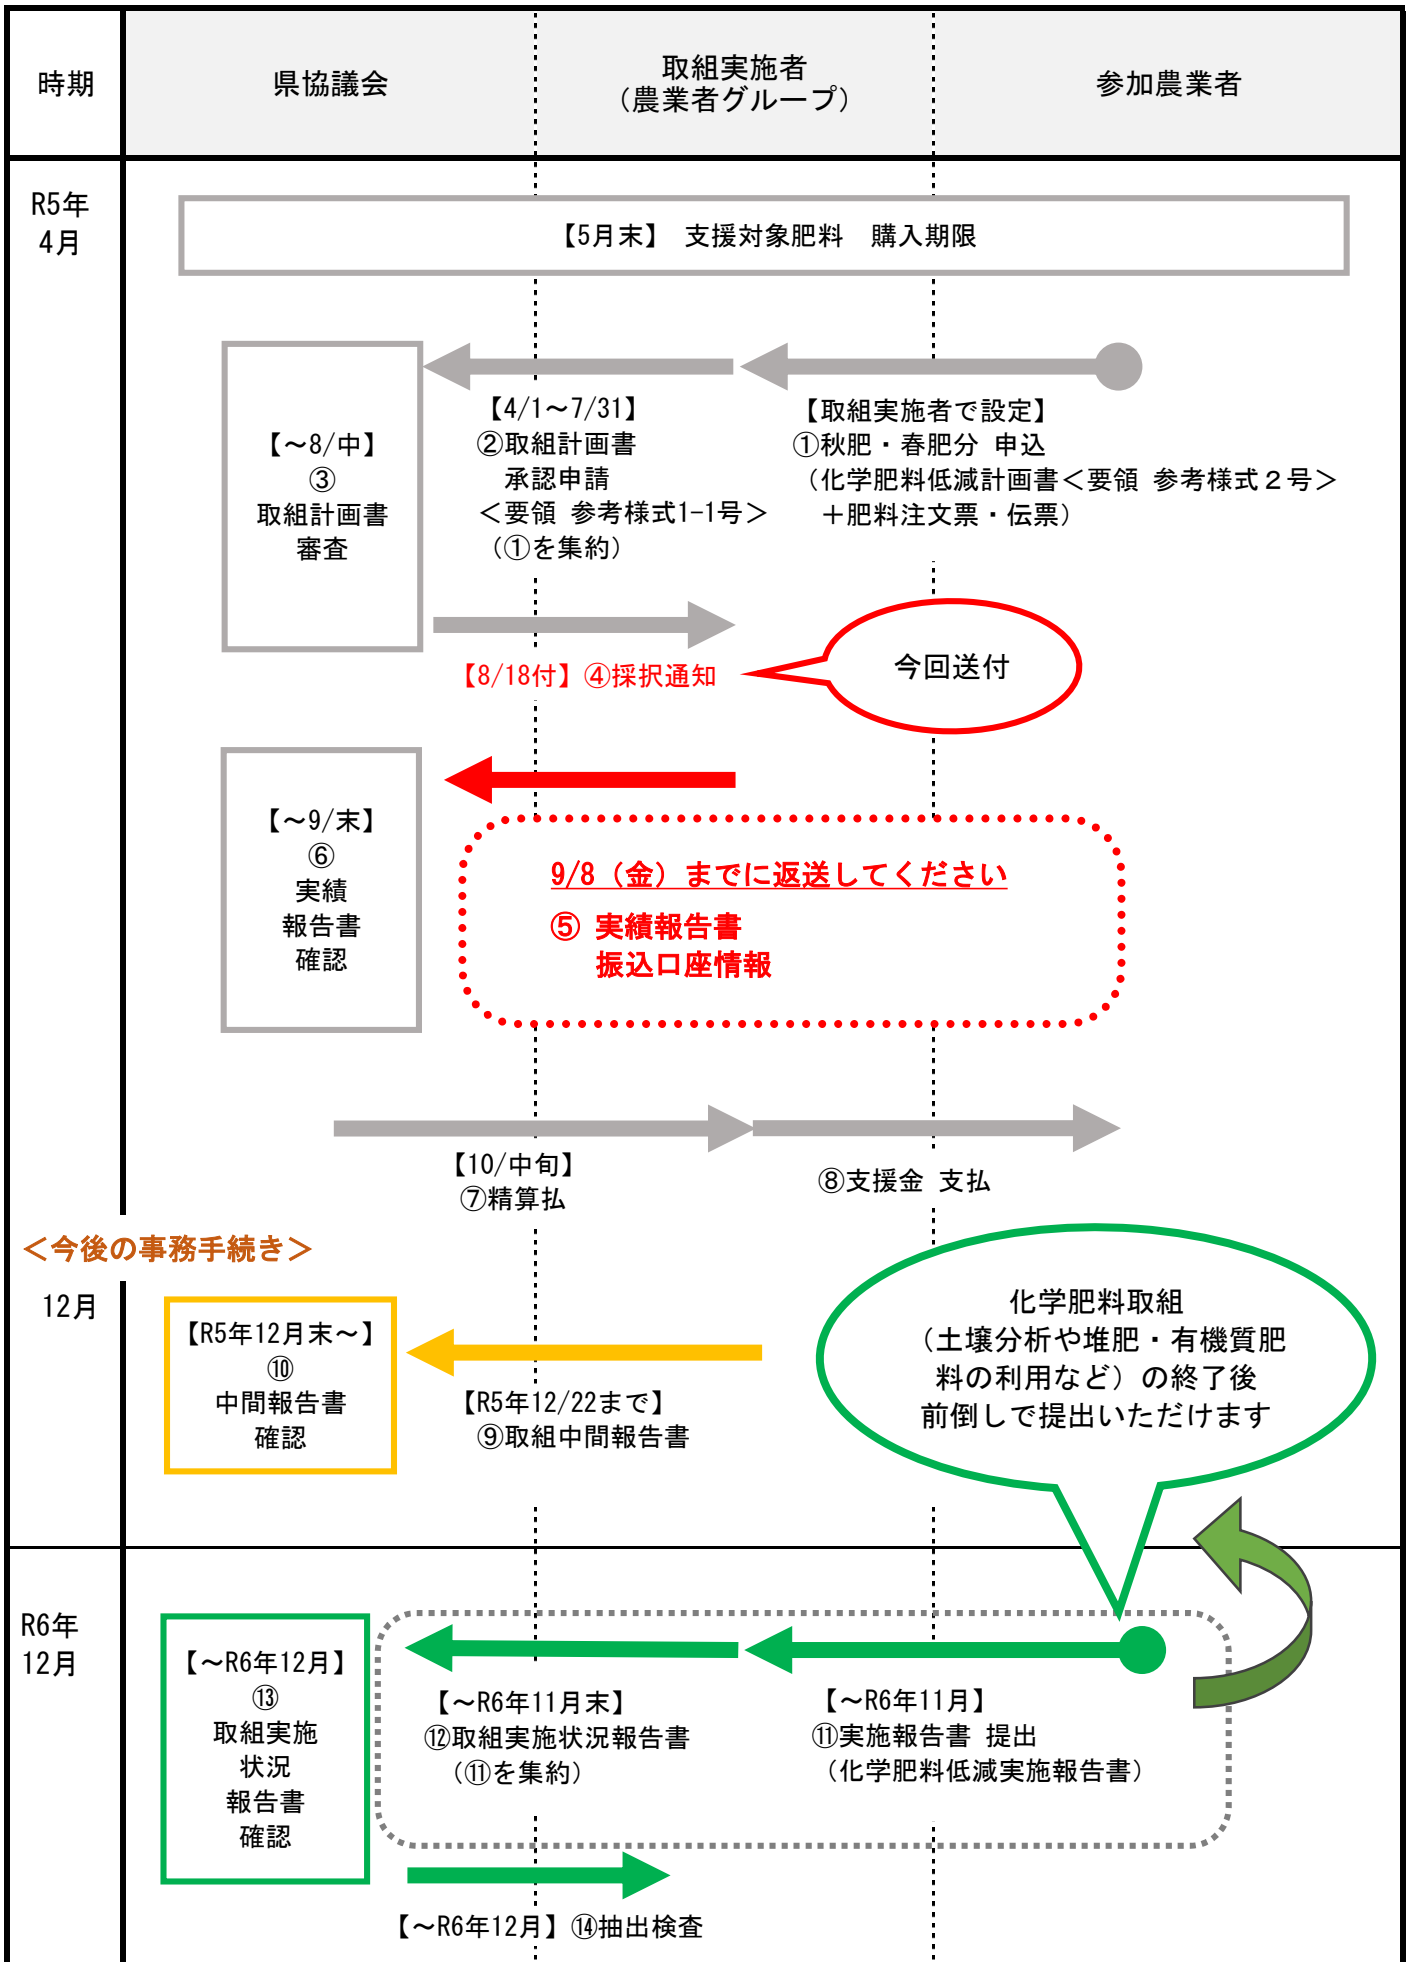 時期
県協議会
取組実施者
（農業者グループ）
参加農業者
R5年
4月
【5月末】 支援対象肥料　購入期限
【4/1～7/31】
②取組計画書
承認申請
＜要領 参考様式1-1号＞
（①を集約）
【取組実施者で設定】
①秋肥・春肥分 申込
（化学肥料低減計画書＜要領 参考様式２号＞
＋肥料注文票・伝票）
【～8/中】
③
取組計画書
審査
【8/18付】④採択通知
今回送付
【～9/末】
⑥
実績
報告書
確認
9/8（金）までに返送してください
⑤ 実績報告書
振込口座情報
【10/中旬】
⑦精算払
⑧支援金 支払
＜今後の事務手続き＞
12月
【R5年12月末～】
⑩
中間報告書
確認
【R5年12/22まで】
⑨取組中間報告書
化学肥料取組
（土壌分析や堆肥・有機質肥
料の利用など）の終了後
前倒しで提出いただけます
R6年
12月
【～R6年12月】
⑬
取組実施
状況
報告書
確認
【～R6年11月末】
⑫取組実施状況報告書
（⑪を集約）
【～R6年11月】
⑪実施報告書 提出
（化学肥料低減実施報告書）
【～R6年12月】⑭抽出検査